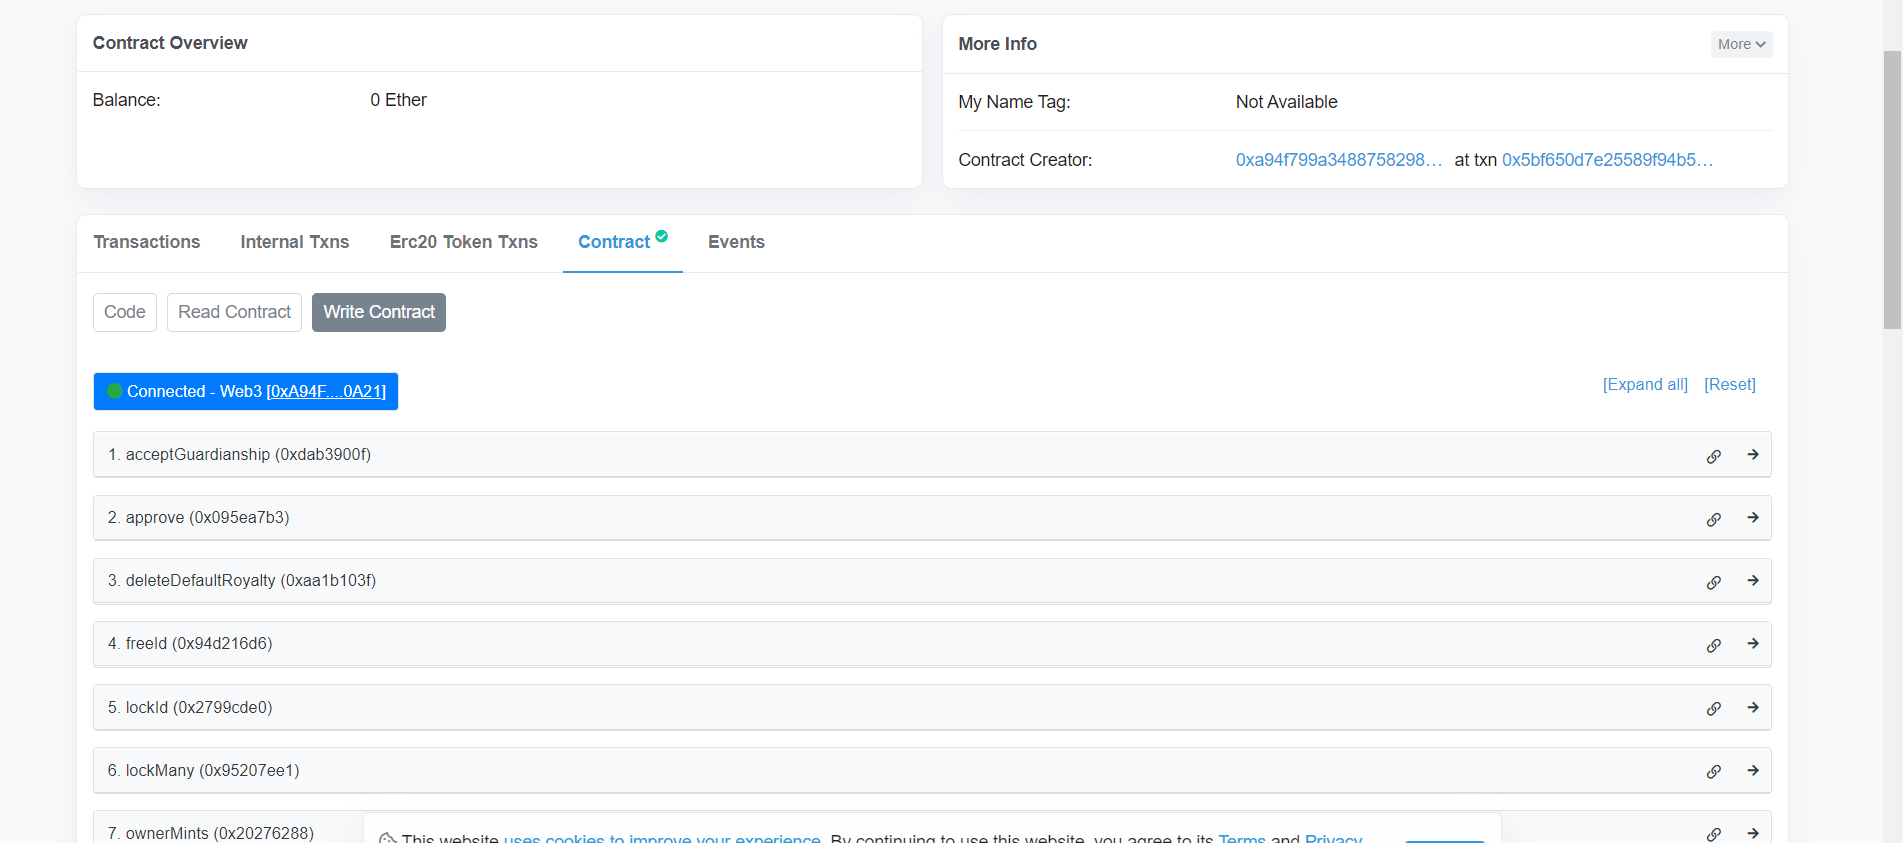 Contract Overview
Balance: 0 Ether
More Info
More
My Name Tag: Not Available
Contract Creator: 0xa94f799a3488758298… at txn 0x5bf650d7e25589f94b5…
Transactions Internal Txns Erc20 Token Txns Contract Events
Code Read Contract Write Contract
Connected - Web3 [0xA94F....0A21]
[Expand all] [Reset]
1. acceptGuardianship (0xdab3900f)
2. approve (0x095ea7b3)
3. deleteDefaultRoyalty (0xaa1b103f)
4. freeId (0x94d216d6)
5. lockId (0x2799cde0)
6. lockMany (0x95207ee1)
7. ownerMints (0x20276288)
This website uses cookies to improve your experience. By continuing to use this website, you agree to its Terms and Privacy